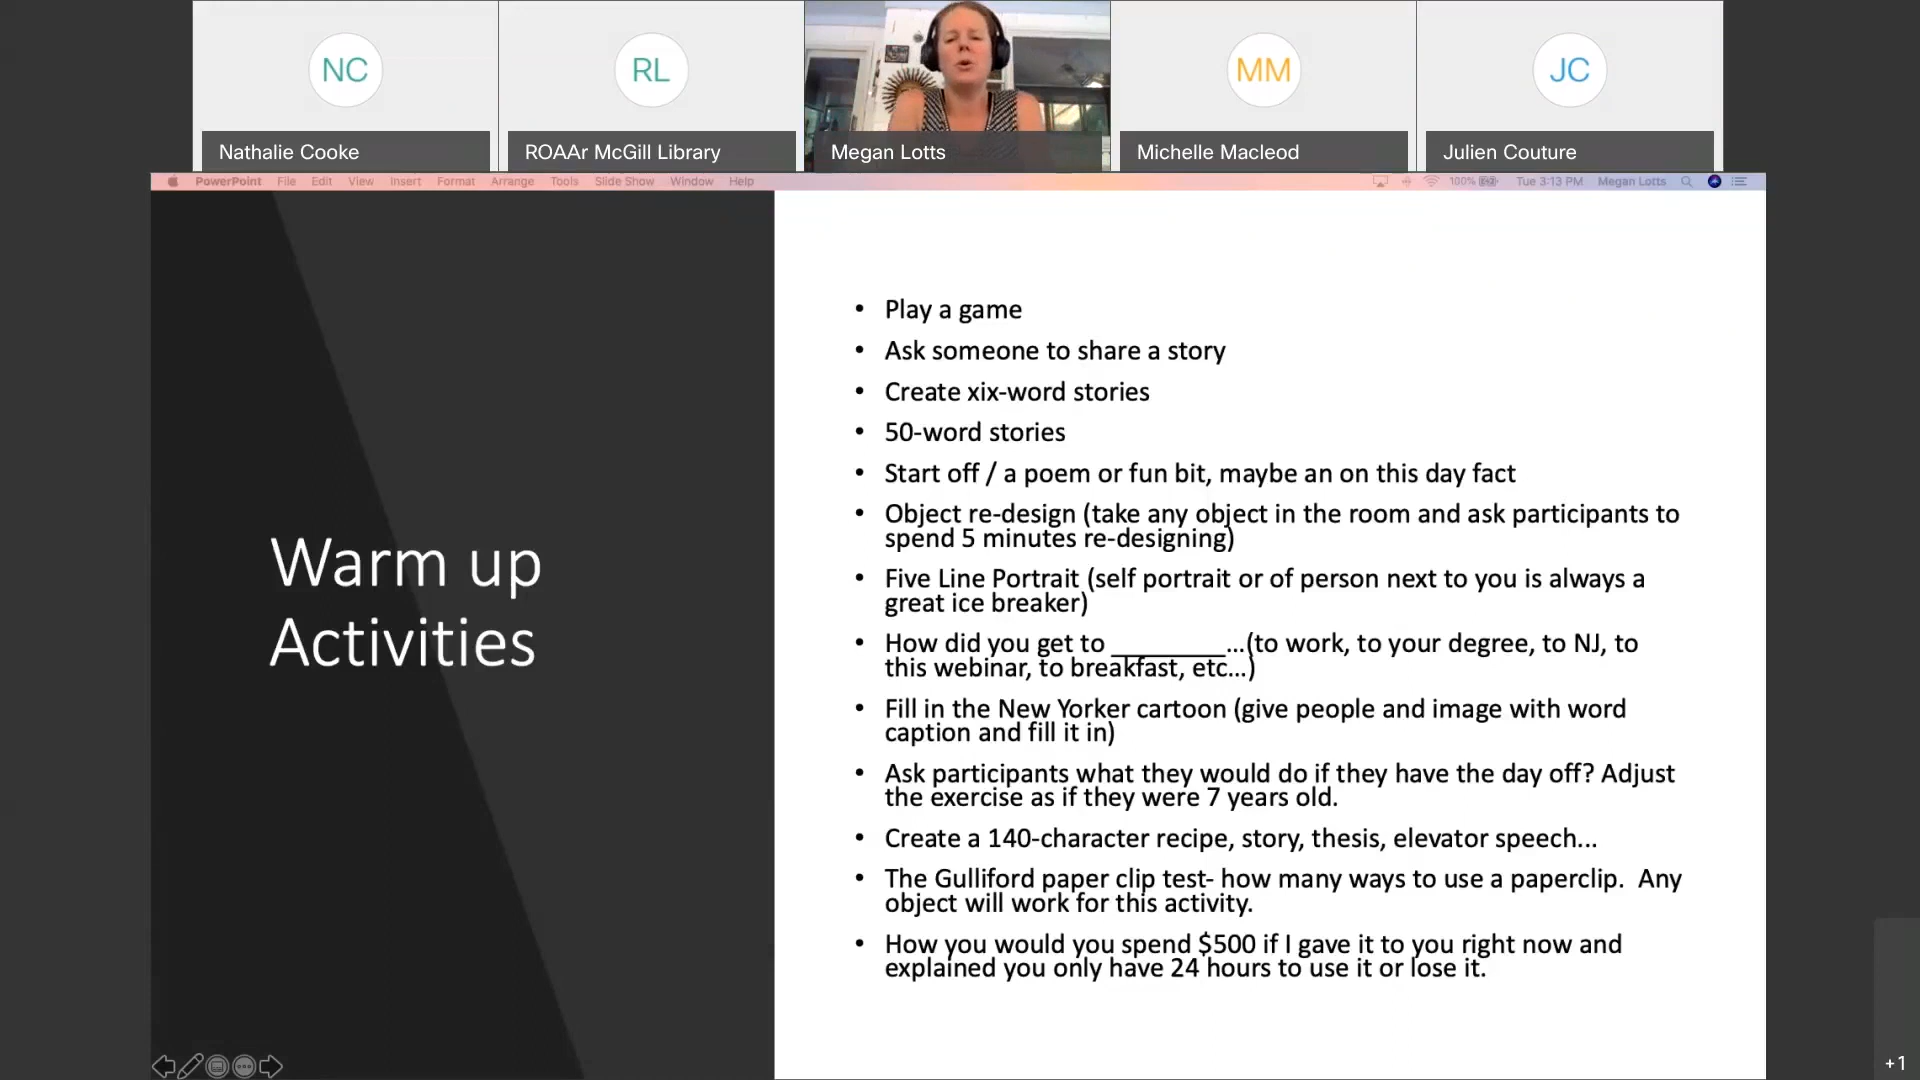 NC
RL
MM
JC
Nathalie Cooke
ROAAr McGill Library
Megan Lotts
Michelle Macleod
Julien Couture
PowerPoint File Edit View Insert Format Arrange Tools Slide Show Window Help 100% Tue 3:13 PM Megan Lotts
Warm up
Activities
• Play a game
• Ask someone to share a story
• Create xix-word stories
• 50-word stories
• Start off / a poem or fun bit, maybe an on this day fact
• Object re-design (take any object in the room and ask participants to
spend 5 minutes re-designing)
• Five Line Portrait (self portrait or of person next to you is always a
great ice breaker)
• How did you get to _________...(to work, to your degree, to NJ, to
this webinar, to breakfast, etc...)
• Fill in the New Yorker cartoon (give people and image with word
caption and fill it in)
• Ask participants what they would do if they have the day off? Adjust
the exercise as if they were 7 years old.
• Create a 140-character recipe, story, thesis, elevator speech...
• The Gulliford paper clip test- how many ways to use a paperclip.  Any
object will work for this activity.
• How you would you spend $500 if I gave it to you right now and
explained you only have 24 hours to use it or lose it.
+1